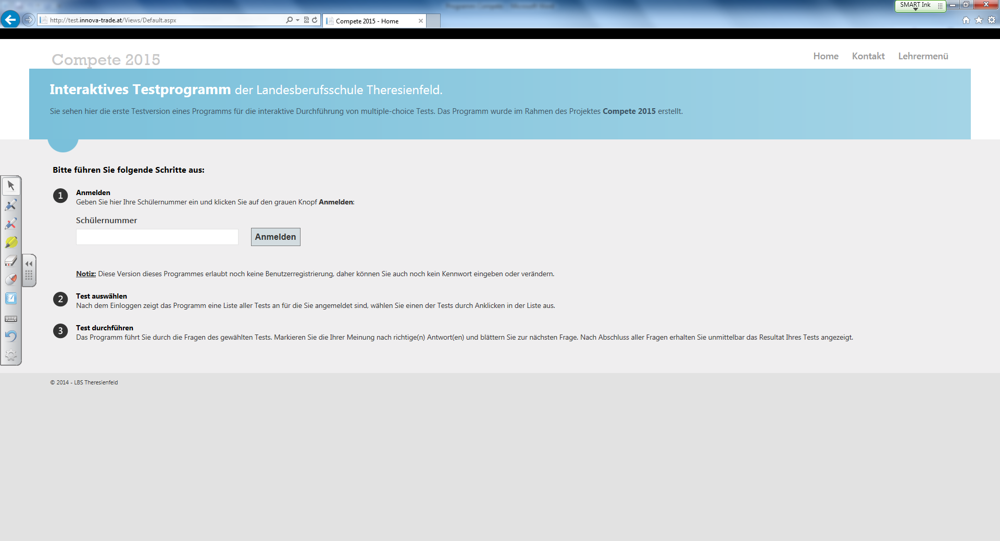 SMART Ink
http://test.innova-trade.at/Views/Default.aspx
Compete 2015 - Home
Compete 2015
Home Kontakt Lehrermenü
Interaktives Testprogramm der Landesberufsschule Theresienfeld.
Sie sehen hier die erste Testversion eines Programms für die interaktive Durchführung von multiple-choice Tests. Das Programm wurde im Rahmen des Projektes Compete 2015 erstellt.
Bitte führen Sie folgende Schritte aus:
1 Anmelden
Geben Sie hier Ihre Schülernummer ein und klicken Sie auf den grauen Knopf Anmelden:
Schülernummer
Anmelden
Notiz: Diese Version dieses Programmes erlaubt noch keine Benutzerregistrierung, daher können Sie auch noch kein Kennwort eingeben oder verändern.
2 Test auswählen
Nach dem Einloggen zeigt das Programm eine Liste aller Tests an für die Sie angemeldet sind, wählen Sie einen der Tests durch Anklicken in der Liste aus.
3 Test durchführen
Das Programm führt Sie durch die Fragen des gewählten Tests. Markieren Sie die Ihrer Meinung nach richtige(n) Antwort(en) und blättern Sie zur nächsten Frage. Nach Abschluss aller Fragen erhalten Sie unmittelbar das Resultat Ihres Tests angezeigt.
© 2014 - LBS Theresienfeld